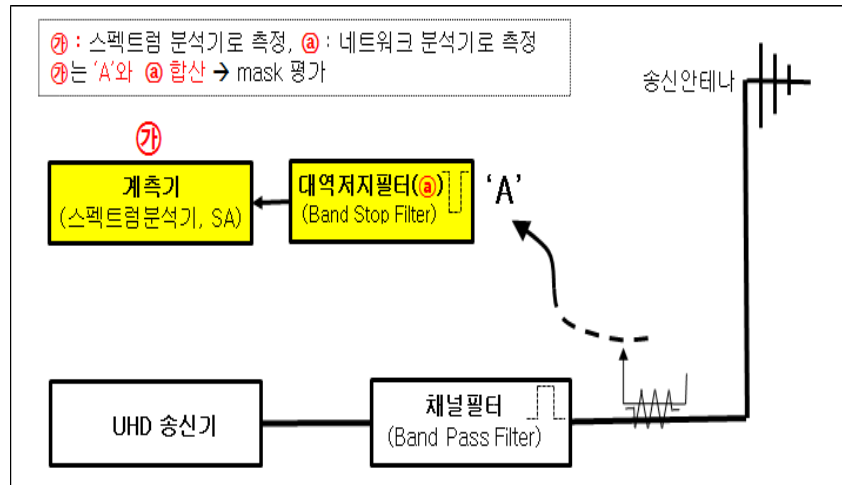 ㉮ : 스펙트럼 분석기로 측정, ⓐ : 네트워크 분석기로 측정
㉮는 'A'와 ⓐ 합산 → mask 평가
송신안테나
㉮
계측기
(스펙트럼분석기, SA)
대역저지필터(ⓐ)
(Band Stop Filter)
'A'
UHD 송신기
채널필터
(Band Pass Filter)